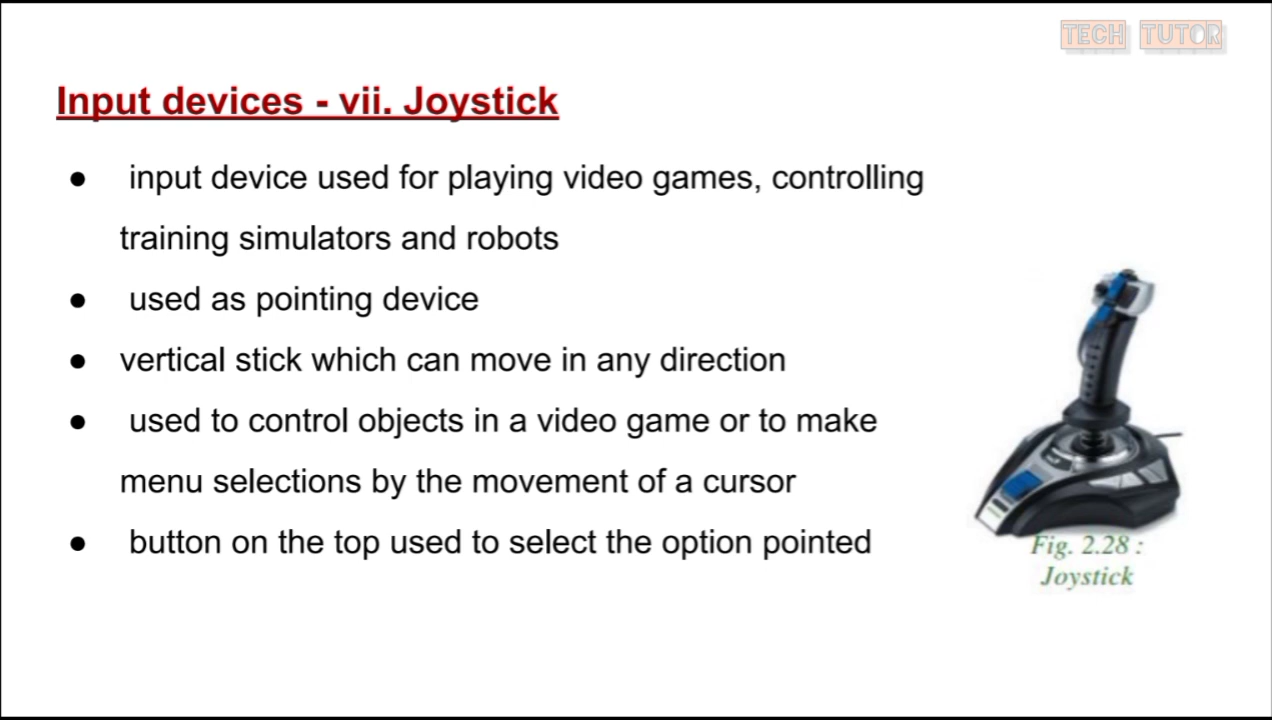 TECH TUTOR
Input devices - vii. Joystick
● input device used for playing video games, controlling
training simulators and robots
● used as pointing device
● vertical stick which can move in any direction
● used to control objects in a video game or to make
menu selections by the movement of a cursor
● button on the top used to select the option pointed
Fig. 2.28 :
Joystick